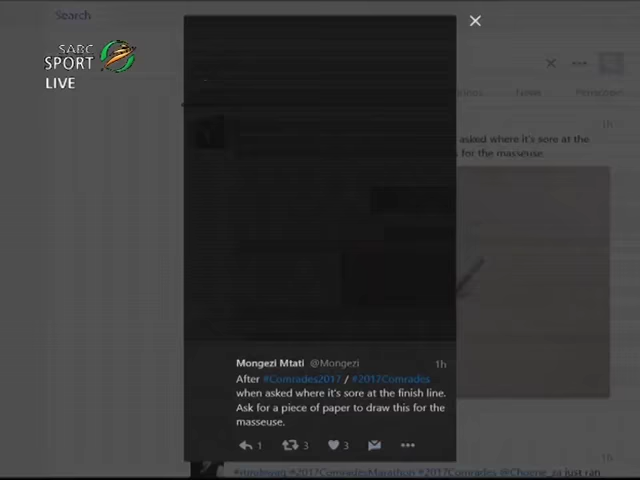 Search
SABC
SPORT
LIVE
1h
asked where it's sore at the
for the masseuse.
Mongezi Mtati @Mongezi 1h
After #Comrades2017 / #2017Comrades
when asked where it's sore at the finish line.
Ask for a piece of paper to draw this for the
masseuse.
1 3 3
1h
#running #2017ComradesMarathon #2017Comrades just ran